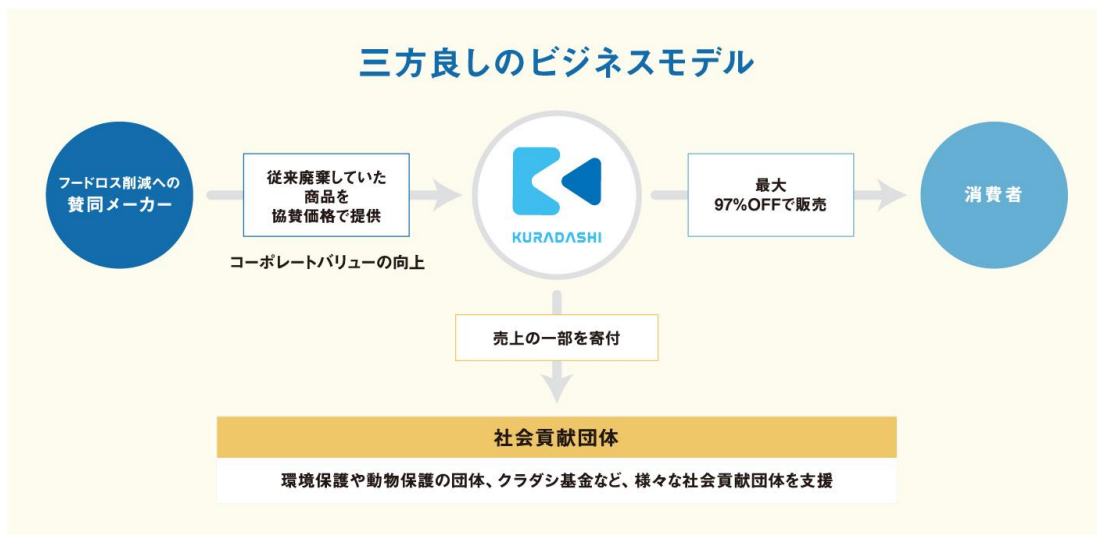 三方良しのビジネスモデル
フードロス削減への
賛同メーカー
従来廃棄していた
商品を
協賛価格で提供
コーポレートバリューの向上
KURADASHI
最大
97%OFFで販売
消費者
売上の一部を寄付
社会貢献団体
環境保護や動物保護の団体、クラダシ基金など、様々な社会貢献団体を支援